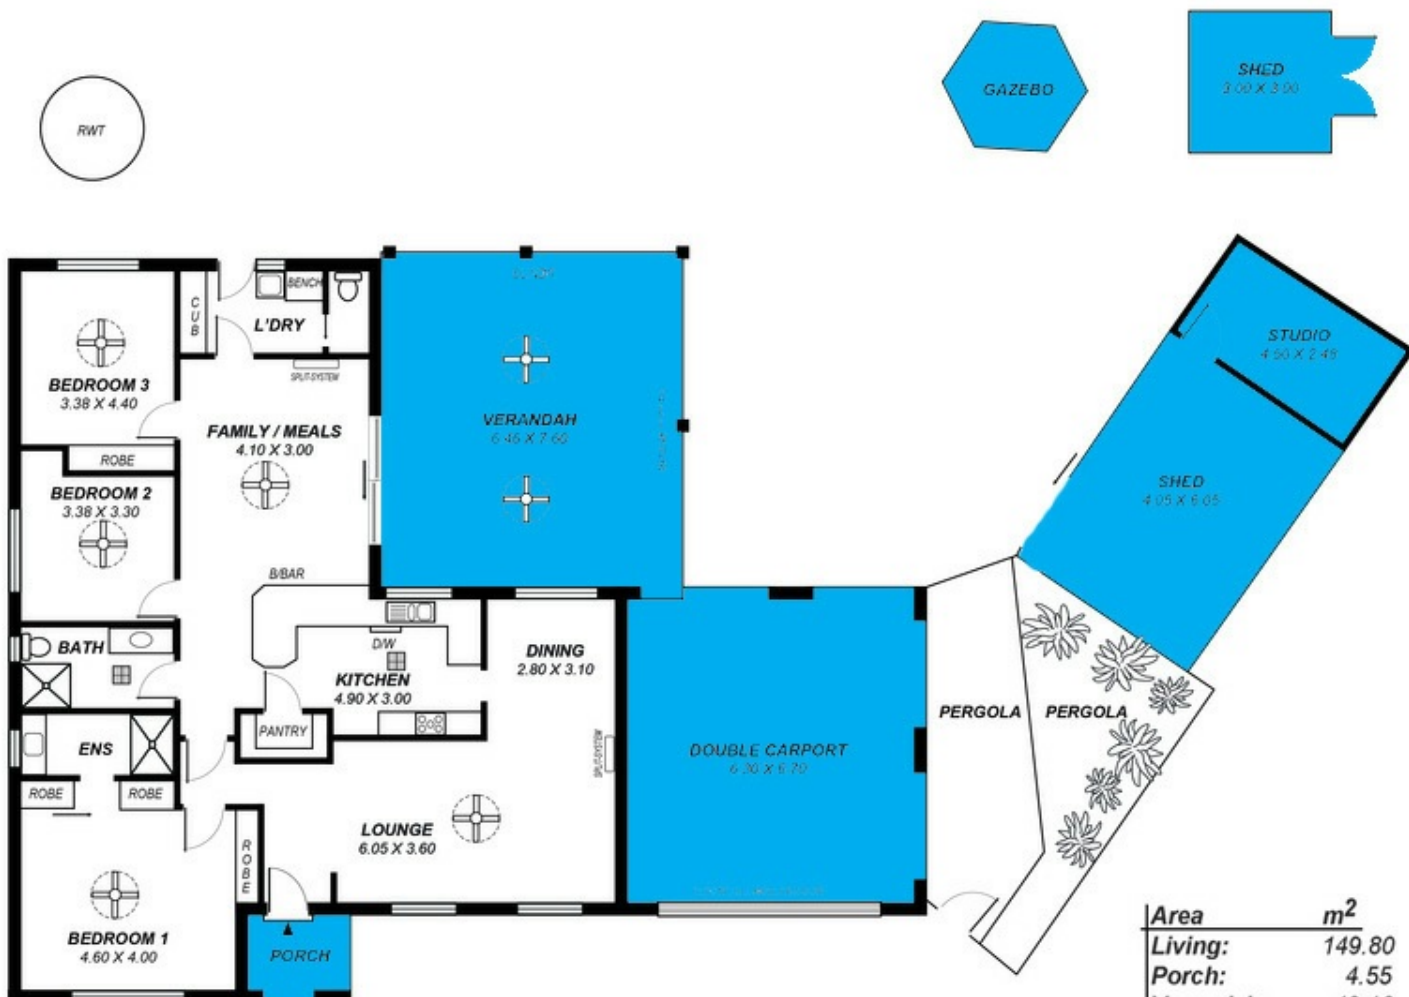 GAZEBO
SHED
3.00 X 3.00
RWT
CUB
BENCH
L'DRY
SPLIT-SYSTEM
BEDROOM 3
3.38 X 4.40
FAMILY / MEALS
4.10 X 3.00
ROBE
BEDROOM 2
3.38 X 3.30
VERANDAH
6.46 X 7.60
STUDIO
SHED
4.05 X 6.05
B/BAR
D/W
BATH
KITCHEN
4.90 X 3.00
DINING
2.80 X 3.10
PANTRY
ENS
SPLIT-SYSTEM
ROBE
ROBE
PERGOLA
PERGOLA
DOUBLE CARPORT
6.30 X 6.70
LOUNGE
6.05 X 3.60
ROBE
BEDROOM 1
4.60 X 4.00
PORCH
Area m²
Living: 149.80
Porch: 4.55